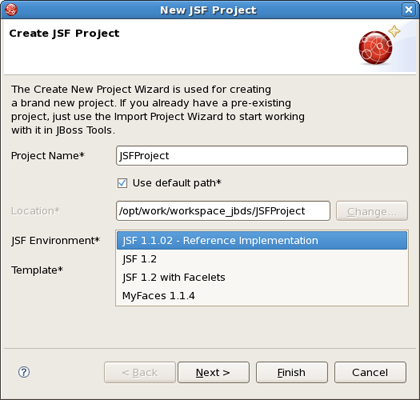 New JSF Project
Create JSF Project
The Create New Project Wizard is used for creating
a brand new project. If you already have a pre-existing
project, just use the Import Project Wizard to start working
with it in JBoss Tools.
Project Name* JSFProject
Use default path*
Location* /opt/work/workspace_jbds/JSFProject Change...
JSF Environment* JSF 1.1.02 - Reference Implementation
JSF 1.2
Template* JSF 1.2 with Facelets
MyFaces 1.1.4
? < Back Next > Finish Cancel